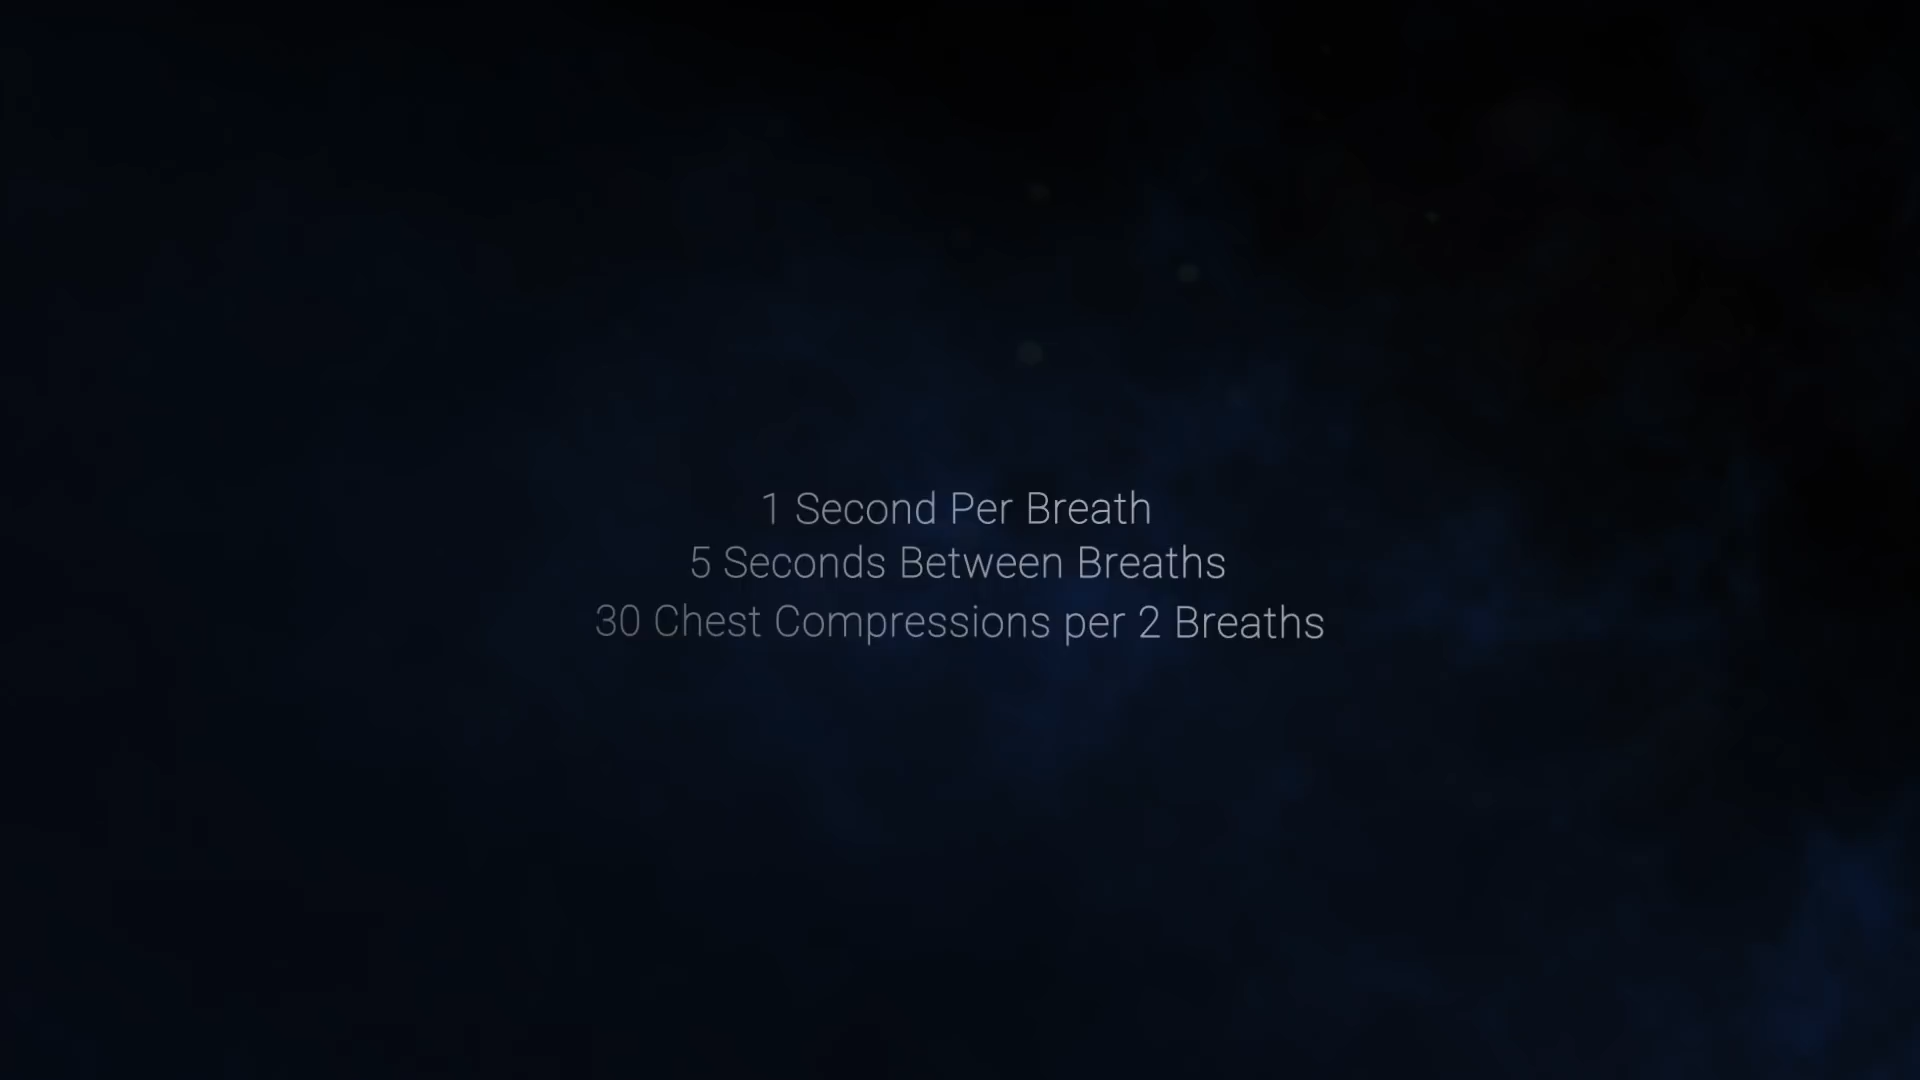 1 Second Per Breath
5 Seconds Between Breaths
30 Chest Compressions per 2 Breaths